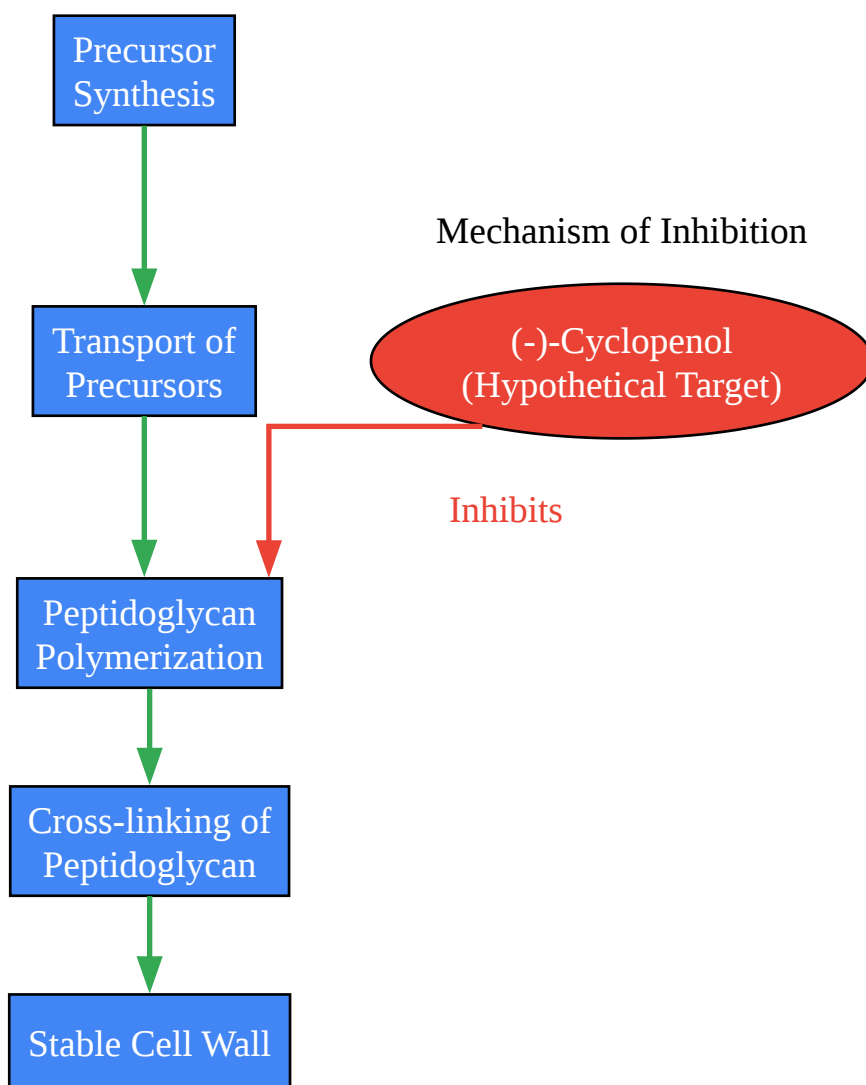 Precursor
Synthesis
Mechanism of Inhibition
Transport of
Precursors
(-)-Cyclopenol
(Hypothetical Target)
Inhibits
Peptidoglycan
Polymerization
Cross-linking of
Peptidoglycan
Stable Cell Wall